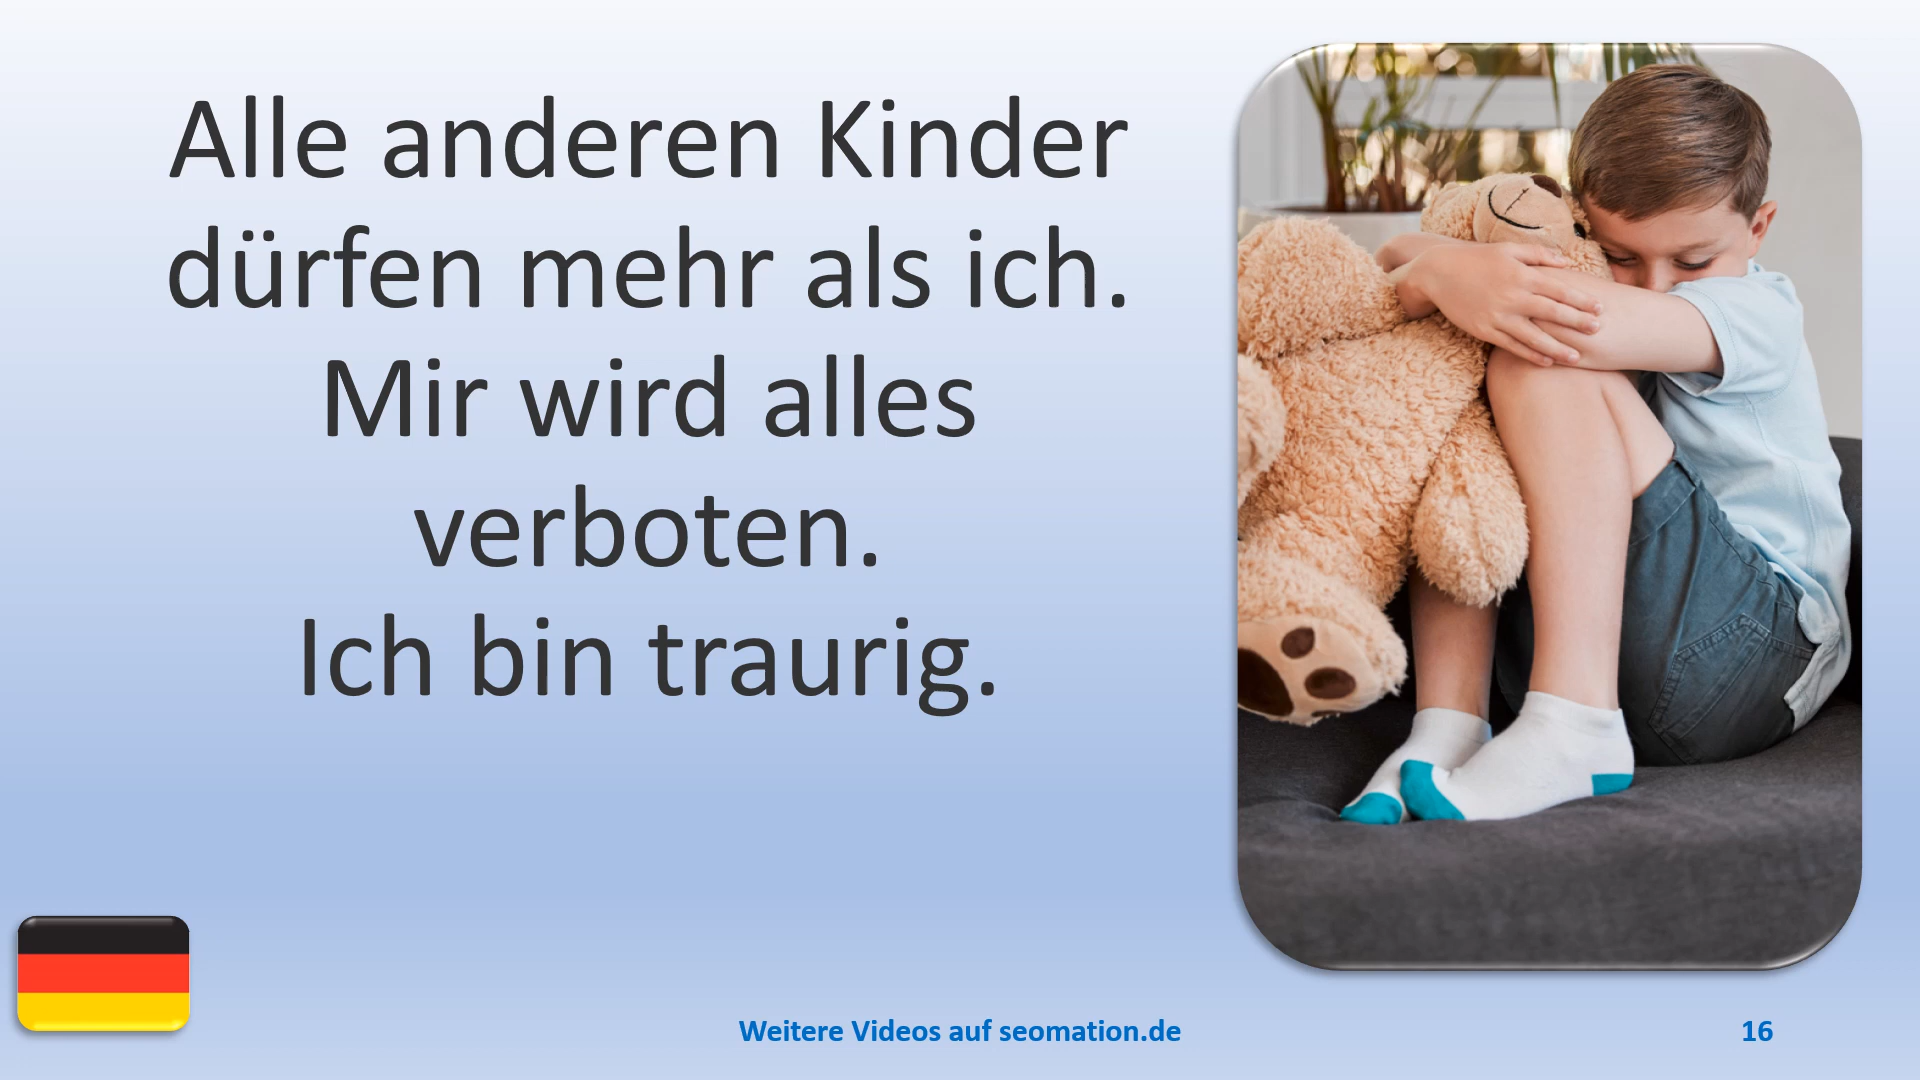 Alle anderen Kinder
dürfen mehr als ich.
Mir wird alles
verboten.
Ich bin traurig.
Weitere Videos auf seomation.de
16